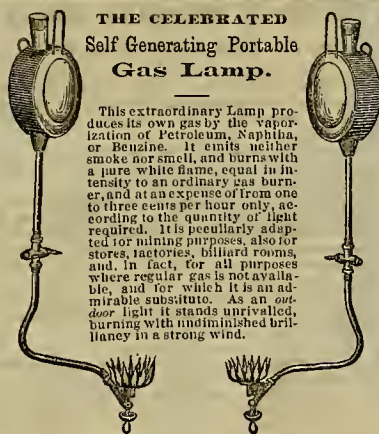 THE CELEBRATED
Self Generating Portable
Gas Lamp.
This extraordinary Lamp pro-
duces its own gas by the vapor-
ization of Petroleum, Naphtha,
or Benzine. It emits neither
smoke nor smell, and burns with
a pure white flame, equal in in-
tensity to an ordinary gas burn-
er, and at an expense of from one
to three cents per hour only, ac-
cording to the quantity of light
required. It is peculiarly adap-
ted for mining purposes, also for
stores, factories, billiard rooms,
and, in fact, for all purposes
where regular gas is not availa-
ble, and for which it is an ad-
mirable substitute. As an out-
door light it stands unrivalled,
burning with undiminished bril-
liancy in a strong wind.